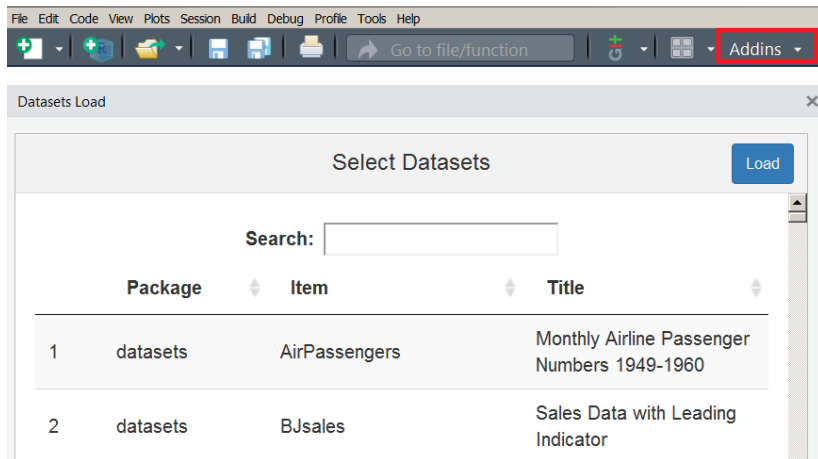 File Edit Code View Plots Session Build Debug Profile Tools Help
Go to file/function Git Addins
Datasets Load
Select Datasets Load
Search:
Package Item Title
1 datasets AirPassengers Monthly Airline Passenger
Numbers 1949-1960
2 datasets BJsales Sales Data with Leading
Indicator